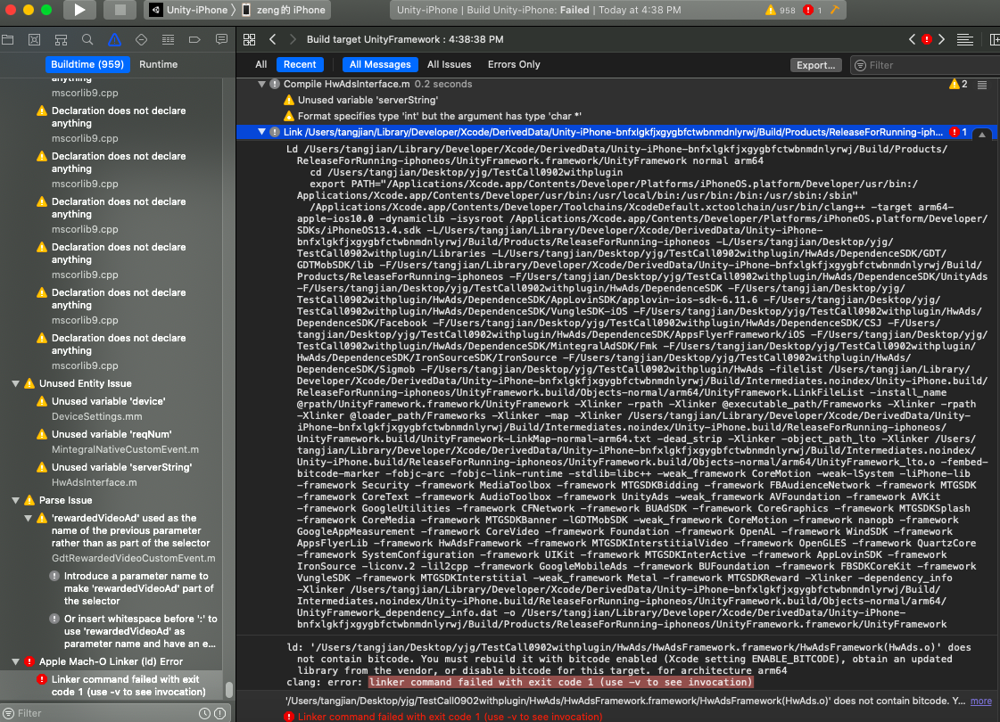 Unity-iPhone
zeng的 iPhone
Unity-iPhone | Build Unity-iPhone: Failed | Today at 4:38 PM
958
1
Build target UnityFramework : 4:38:38 PM
Buildtime (959)
Runtime
All
Recent
All Messages
All Issues
Errors Only
Export...
Filter
anything
mscorlib9.cpp
Declaration does not declare
anything
mscorlib9.cpp
Declaration does not declare
anything
mscorlib9.cpp
Declaration does not declare
anything
mscorlib9.cpp
Declaration does not declare
anything
mscorlib9.cpp
Declaration does not declare
anything
mscorlib9.cpp
Declaration does not declare
anything
mscorlib9.cpp
Unused Entity Issue
Unused variable 'device'
DeviceSettings.mm
Unused variable 'reqNum'
MintegralNativeCustomEvent.m
Unused variable 'serverString'
HwAdsInterface.m
Parse Issue
'rewardedVideoAd' used as the
name of the previous parameter
rather than as part of the selector
GdtRewardedVideoCustomEvent.m
Introduce a parameter name to
make 'rewardedVideoAd' part of
the selector
Or insert whitespace before ':' to
use 'rewardedVideoAd' as
parameter name and have an e...
Apple Mach-O Linker (ld) Error
Linker command failed with exit
code 1 (use -v to see invocation)
Filter
Compile HwAdsInterface.m 0.2 seconds
2
Unused variable 'serverString'
Format specifies type 'int' but the argument has type 'char *'
Link /Users/tangjian/Library/Developer/Xcode/DerivedData/Unity-iPhone-bnfxlgkfjxgygbfctwbnmdnlyrwj/Build/Products/ReleaseForRunning-iph...
1
Ld /Users/tangjian/Library/Developer/Xcode/DerivedData/Unity-iPhone-bnfxlgkfjxgygbfctwbnmdnlyrwj/Build/Products/
ReleaseForRunning-iphoneos/UnityFramework.framework/UnityFramework normal arm64
cd /Users/tangjian/Desktop/yjg/TestCall0902withplugin
export PATH="/Applications/Xcode.app/Contents/Developer/Platforms/iPhoneOS.platform/Developer/usr/bin:/
Applications/Xcode.app/Contents/Developer/usr/bin:/usr/local/bin:/usr/bin:/bin:/usr/sbin:/sbin"
/Applications/Xcode.app/Contents/Developer/Toolchains/XcodeDefault.xctoolchain/usr/bin/clang++ -target arm64-
apple-ios10.0 -dynamiclib -isysroot /Applications/Xcode.app/Contents/Developer/Platforms/iPhoneOS.platform/Developer/
SDKs/iPhoneOS13.4.sdk -L/Users/tangjian/Library/Developer/Xcode/DerivedData/Unity-iPhone-
bnfxlgkfjxgygbfctwbnmdnlyrwj/Build/Products/ReleaseForRunning-iphoneos -L/Users/tangjian/Desktop/yjg/
TestCall0902withplugin/Libraries -L/Users/tangjian/Desktop/yjg/TestCall0902withplugin/HwAds/DependenceSDK/GDT/
GDTMobSDK/lib -F/Users/tangjian/Library/Developer/Xcode/DerivedData/Unity-iPhone-bnfxlgkfjxgygbfctwbnmdnlyrwj/Build/
Products/ReleaseForRunning-iphoneos -F/Users/tangjian/Desktop/yjg/TestCall0902withplugin/HwAds/DependenceSDK/UnityAds
-F/Users/tangjian/Desktop/yjg/TestCall0902withplugin/HwAds/DependenceSDK -F/Users/tangjian/Desktop/yjg/
TestCall0902withplugin/HwAds/DependenceSDK/AppLovinSDK/applovin-ios-sdk-6.11.6 -F/Users/tangjian/Desktop/yjg/
TestCall0902withplugin/HwAds/DependenceSDK/VungleSDK-iOS -F/Users/tangjian/Desktop/yjg/TestCall0902withplugin/HwAds/
DependenceSDK/Facebook -F/Users/tangjian/Desktop/yjg/TestCall0902withplugin/HwAds/DependenceSDK/CSJ -F/Users/
tangjian/Desktop/yjg/TestCall0902withplugin/HwAds/DependenceSDK/AppsFlyerFramework/iOS -F/Users/tangjian/Desktop/yjg/
TestCall0902withplugin/HwAds/DependenceSDK/MintegralAdSDK/Fmk -F/Users/tangjian/Desktop/yjg/TestCall0902withplugin/
HwAds/DependenceSDK/IronSourceSDK/IronSource -F/Users/tangjian/Desktop/yjg/TestCall0902withplugin/HwAds/
DependenceSDK/Sigmob -F/Users/tangjian/Desktop/yjg/TestCall0902withplugin/HwAds -filelist /Users/tangjian/Library/
Developer/Xcode/DerivedData/Unity-iPhone-bnfxlgkfjxgygbfctwbnmdnlyrwj/Build/Intermediates.noindex/Unity-iPhone.build/
ReleaseForRunning-iphoneos/UnityFramework.build/Objects-normal/arm64/UnityFramework.LinkFileList -install_name
@rpath/UnityFramework.framework/UnityFramework -Xlinker -rpath -Xlinker @executable_path/Frameworks -Xlinker -rpath
-Xlinker @loader_path/Frameworks -Xlinker -map -Xlinker /Users/tangjian/Library/Developer/Xcode/DerivedData/Unity-
iPhone-bnfxlgkfjxgygbfctwbnmdnlyrwj/Build/Intermediates.noindex/Unity-iPhone.build/ReleaseForRunning-iphoneos/
UnityFramework.build/UnityFramework-LinkMap-normal-arm64.txt -dead_strip -Xlinker -object_path_lto -Xlinker /Users/
tangjian/Library/Developer/Xcode/DerivedData/Unity-iPhone-bnfxlgkfjxgygbfctwbnmdnlyrwj/Build/Intermediates.noindex/
Unity-iPhone.build/ReleaseForRunning-iphoneos/UnityFramework.build/Objects-normal/arm64/UnityFramework_lto.o -fembed-
bitcode-marker -fobjc-arc -fobjc-link-runtime -stdlib=libc++ -weak_framework CoreMotion -weak-lSystem -liPhone-lib
-framework Security -framework MediaToolbox -framework MTGSDKBidding -framework FBAudienceNetwork -framework MTGSDK
-framework CoreText -framework AudioToolbox -framework UnityAds -weak_framework AVFoundation -framework AVKit
-framework GoogleUtilities -framework CFNetwork -framework BUAdSDK -framework CoreGraphics -framework MTGSDKSplash
-framework CoreMedia -framework MTGSDKBanner -lGDTMobSDK -weak_framework CoreMotion -framework nanopb -framework
GoogleAppMeasurement -framework CoreVideo -framework Foundation -framework OpenAL -framework WindSDK -framework
AppsFlyerLib -framework HwAdsFramework -framework MTGSDKInterstitialVideo -framework OpenGLES -framework QuartzCore
-framework SystemConfiguration -framework UIKit -framework MTGSDKInterActive -framework AppLovinSDK -framework
IronSource -liconv.2 -lil2cpp -framework GoogleMobileAds -framework BUFoundation -framework FBSDKCoreKit -framework
VungleSDK -framework MTGSDKInterstitial -weak_framework Metal -framework MTGSDKReward -Xlinker -dependency_info
-Xlinker /Users/tangjian/Library/Developer/Xcode/DerivedData/Unity-iPhone-bnfxlgkfjxgygbfctwbnmdnlyrwj/Build/
Intermediates.noindex/Unity-iPhone.build/ReleaseForRunning-iphoneos/UnityFramework.build/Objects-normal/arm64/
UnityFramework_dependency_info.dat -o /Users/tangjian/Library/Developer/Xcode/DerivedData/Unity-iPhone-
bnfxlgkfjxgygbfctwbnmdnlyrwj/Build/Products/ReleaseForRunning-iphoneos/UnityFramework.framework/UnityFramework
ld: '/Users/tangjian/Desktop/yjg/TestCall0902withplugin/HwAds/HwAdsFramework.framework/HwAdsFramework(HwAds.o)' does
not contain bitcode. You must rebuild it with bitcode enabled (Xcode setting ENABLE_BITCODE), obtain an updated
library from the vendor, or disable bitcode for this target. for architecture arm64
clang: error: linker command failed with exit code 1 (use -v to see invocation)
'/Users/tangjian/Desktop/yjg/TestCall0902withplugin/HwAds/HwAdsFramework.framework/HwAdsFramework(HwAds.o)' does not contain bitcode. Y... more
Linker command failed with exit code 1 (use -v to see invocation)